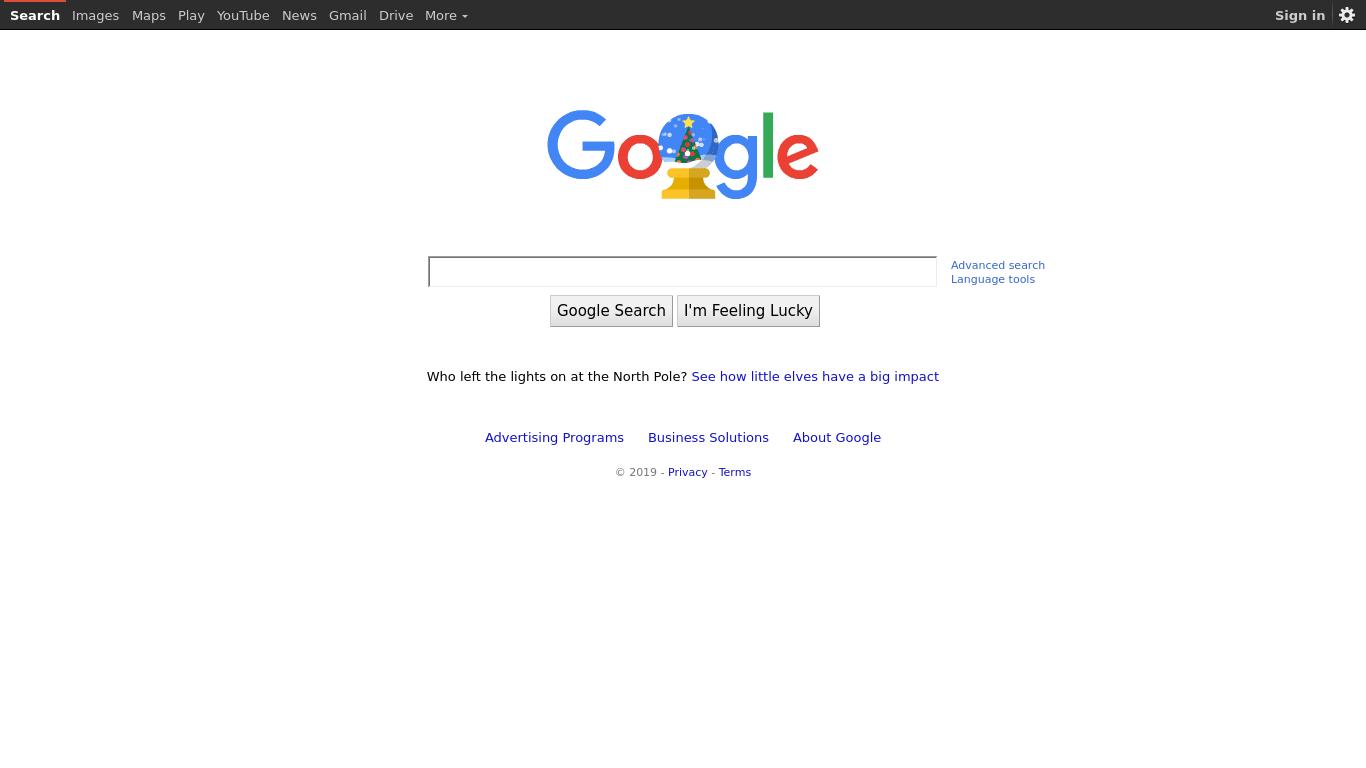 Search Images Maps Play YouTube News Gmail Drive More Sign in
Google
Advanced search
Language tools
Google Search I'm Feeling Lucky
Who left the lights on at the North Pole? See how little elves have a big impact
Advertising Programs Business Solutions About Google
© 2019 - Privacy - Terms